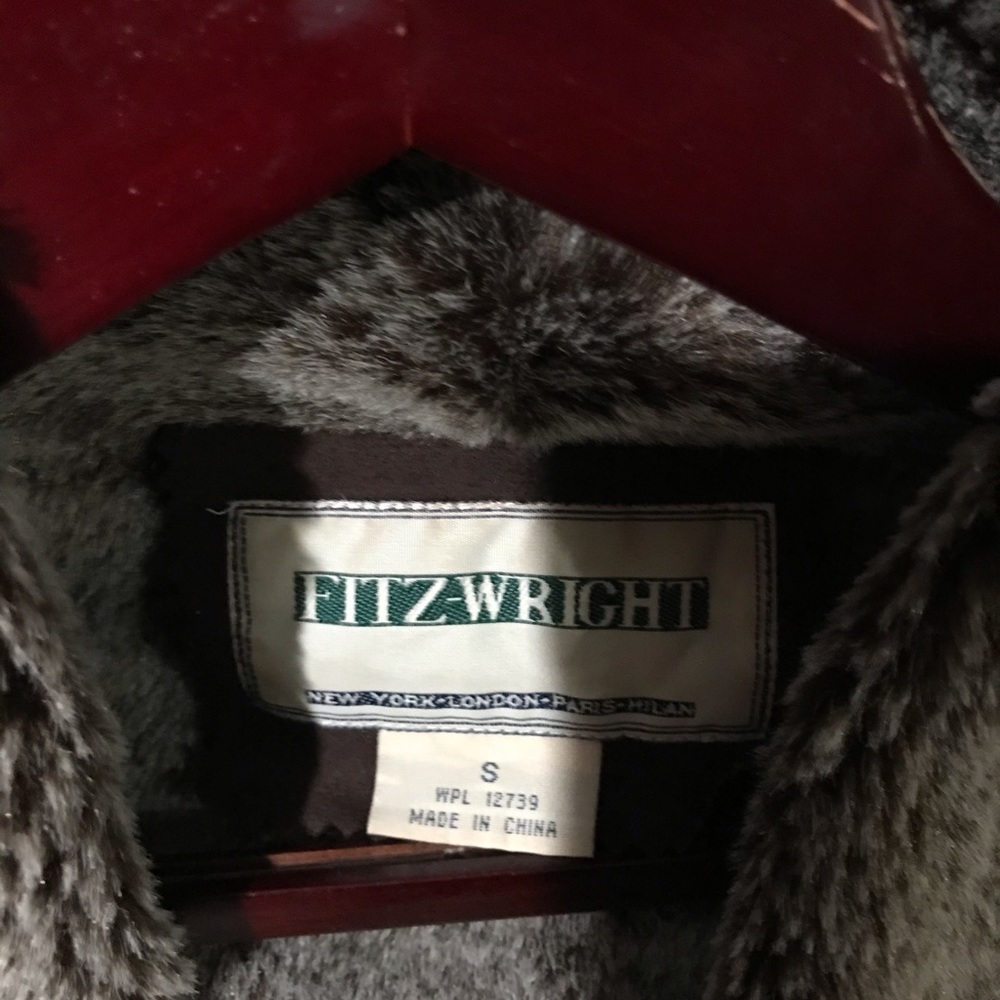 FITZ-WRIGHT
NEW-YORK-LONDON-PARIS-MILAN
S
WPL 12739
MADE IN CHINA